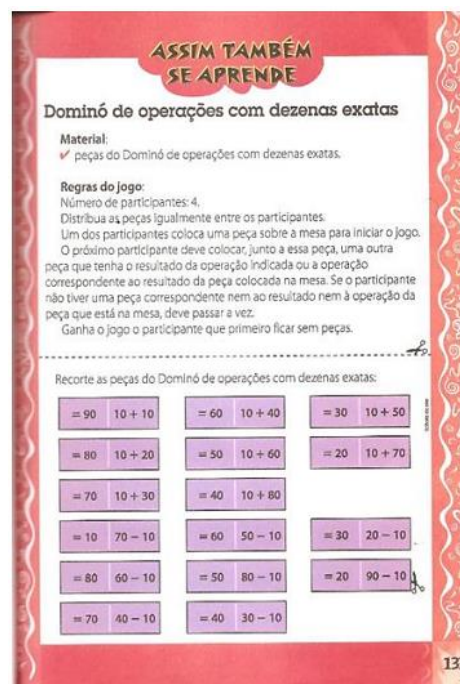 ASSIM TAMBÉM
SE APRENDE
Dominó de operações com dezenas exatas
Material:
✔ peças do Dominó de operações com dezenas exatas.
Regras do jogo:
Número de participantes: 4.
Distribua as peças igualmente entre os participantes.
Um dos participantes coloca uma peça sobre a mesa para iniciar o jogo.
O próximo participante deve colocar, junto a essa peça, uma outra
peça que tenha o resultado da operação indicada ou a operação
correspondente ao resultado da peça colocada na mesa. Se o participante
não tiver uma peça correspondente nem ao resultado nem à operação da
peça que está na mesa, deve passar a vez.
Ganha o jogo o participante que primeiro ficar sem peças.
Recorte as peças do Dominó de operações com dezenas exatas:
= 90 10 + 10 = 60 10 + 40 = 30 10 + 50
= 80 10 + 20 = 50 10 + 60 = 20 10 + 70
= 70 10 + 30 = 40 10 + 80
= 10 70 − 10 = 60 50 − 10 = 30 20 − 10
= 80 60 − 10 = 50 80 − 10 = 20 90 − 10
= 70 40 − 10 = 40 30 − 10
13